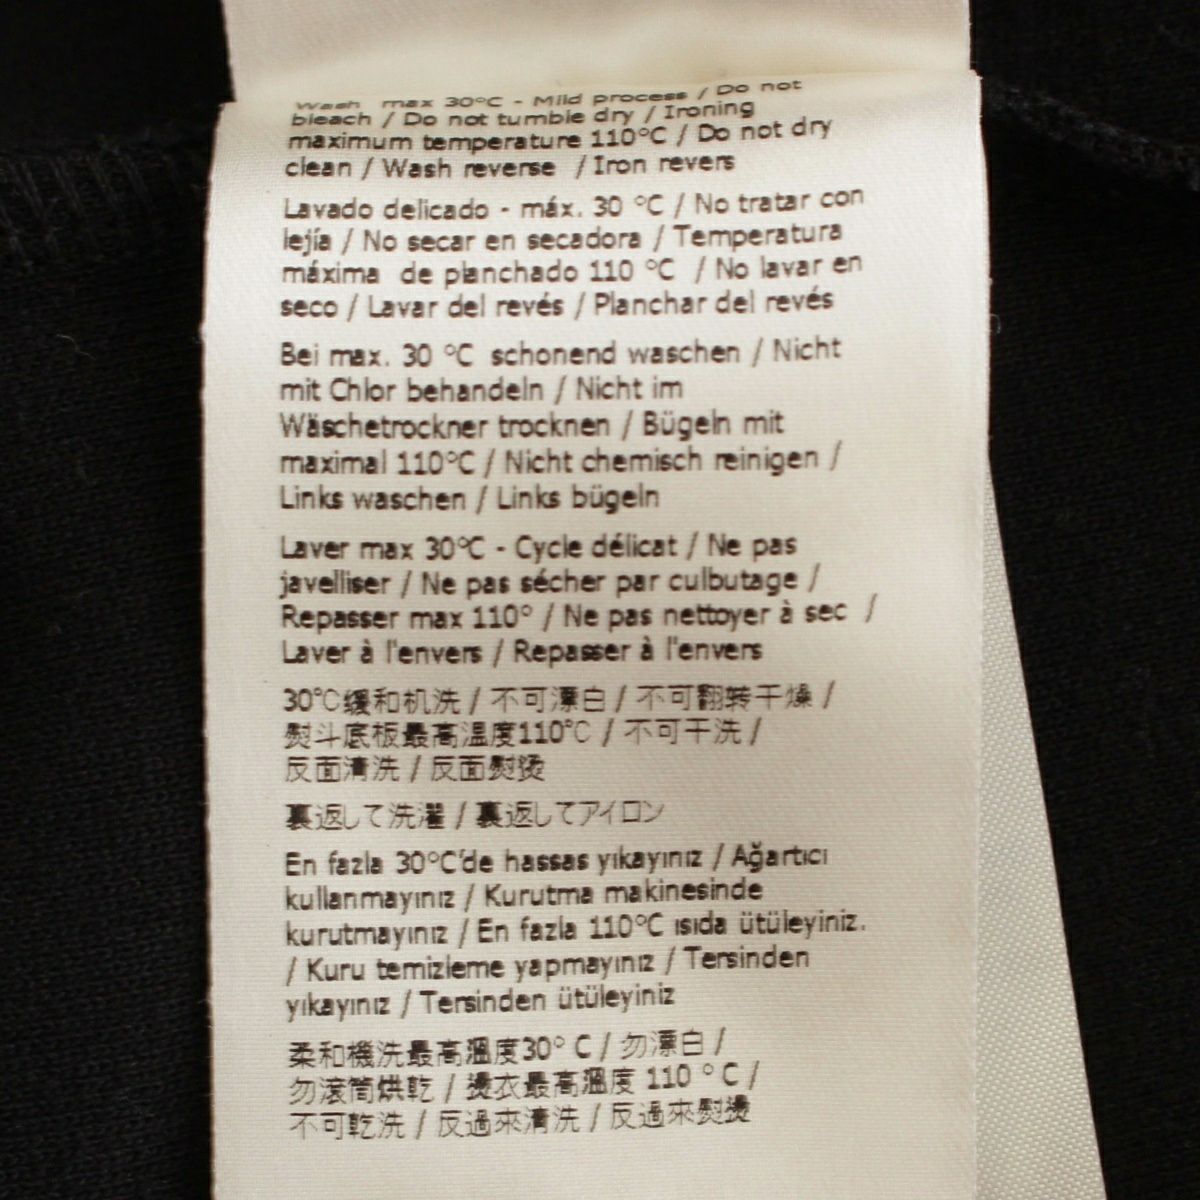 Wash max 30°C - Mild process / Do not
bleach / Do not tumble dry / Ironing
maximum temperature 110°C / Do not dry
clean / Wash reverse / Iron revers
Lavado delicado - máx. 30 °C / No tratar con
lejía / No secar en secadora / Temperatura
máxima de planchado 110 °C / No lavar en
seco / Lavar del revés / Planchar del revés
Bei max. 30 °C schonend waschen / Nicht
mit Chlor behandeln / Nicht im
Wäschetrockner trocknen / Bügeln mit
maximal 110°C / Nicht chemisch reinigen /
Links waschen / Links bügeln
Laver max 30°C - Cycle délicat / Ne pas
javelliser / Ne pas sécher par culbutage /
Repasser max 110° / Ne pas nettoyer à sec /
Laver à l'envers / Repasser à l'envers
30℃缓和机洗 / 不可漂白 / 不可翻转干燥 /
熨斗底板最高温度110℃ / 不可干洗 /
反面清洗 / 反面熨烫
裏返して洗濯 / 裏返してアイロン
En fazla 30°C'de hassas yıkayınız / Ağartıcı
kullanmayınız / Kurutma makinesinde
kurutmayınız / En fazla 110°C ısıda ütüleyiniz.
/ Kuru temizleme yapmayınız / Tersinden
yıkayınız / Tersinden ütüleyiniz
柔和機洗最高溫度30° C / 勿漂白 /
勿滾筒烘乾 / 燙衣最高溫度 110 ° C /
不可乾洗 / 反過來清洗 / 反過來熨燙